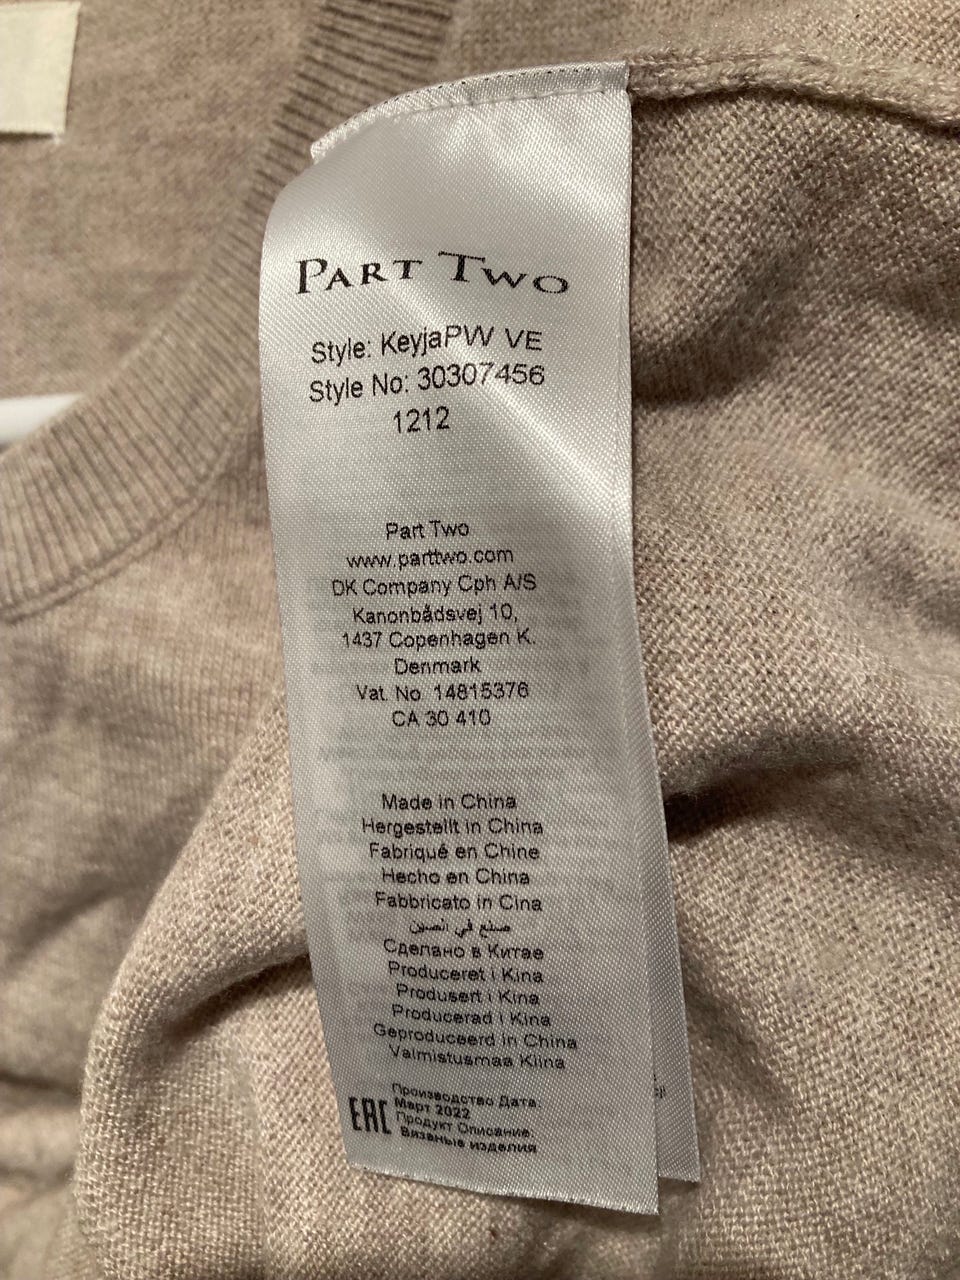 PART TWO
Style: KeyjaPW VE
Style No: 30307456
1212
Part Two
www.parttwo.com
DK Company Cph A/S
Kanonbådsvej 10,
1437 Copenhagen K.
Denmark
Vat. No. 14815376
CA 30 410
Made in China
Hergestellt in China
Fabriqué en Chine
Hecho en China
Fabbricato in Cina
صنع في الصين
Сделано в Китае
Produceret i Kina
Produsert i Kina
Producerad i Kina
Geproduceerd in China
Valmistusmaa Kiina
Производство Дата:
Март 2022
EAC Продукт Описание:
Вязаные изделия